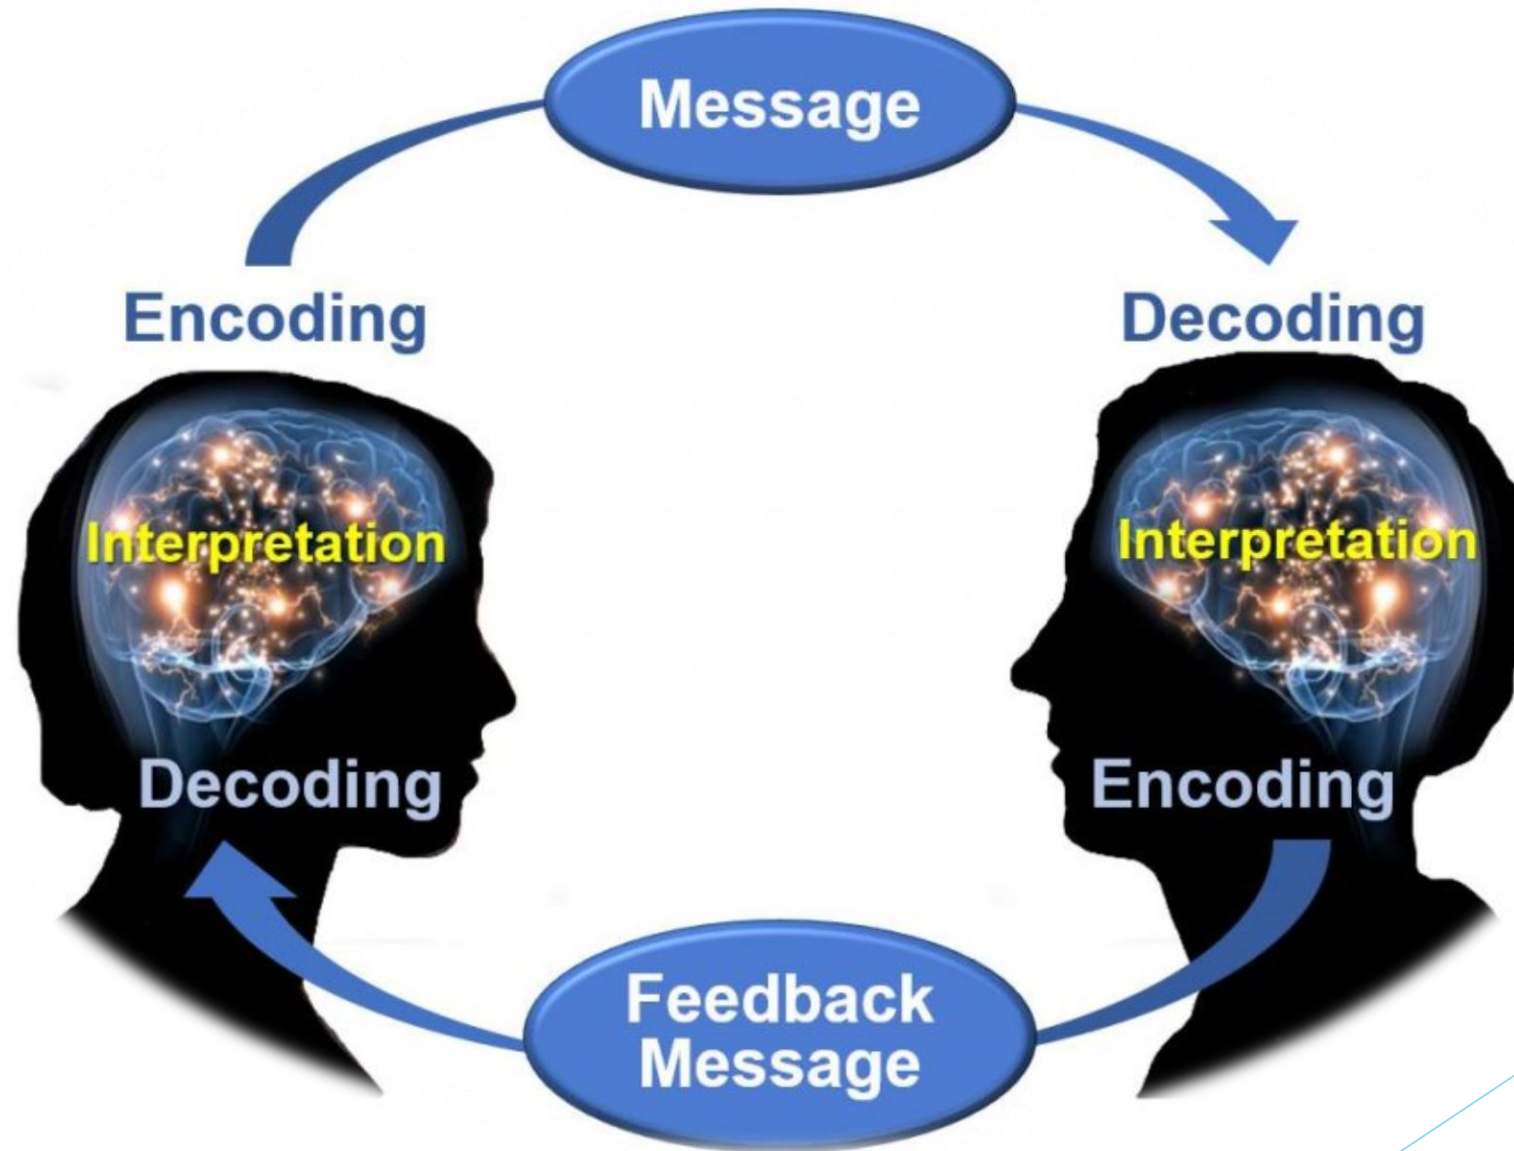 Message
Encoding
Decoding
Interpretation
Interpretation
Decoding
Encoding
Feedback
Message